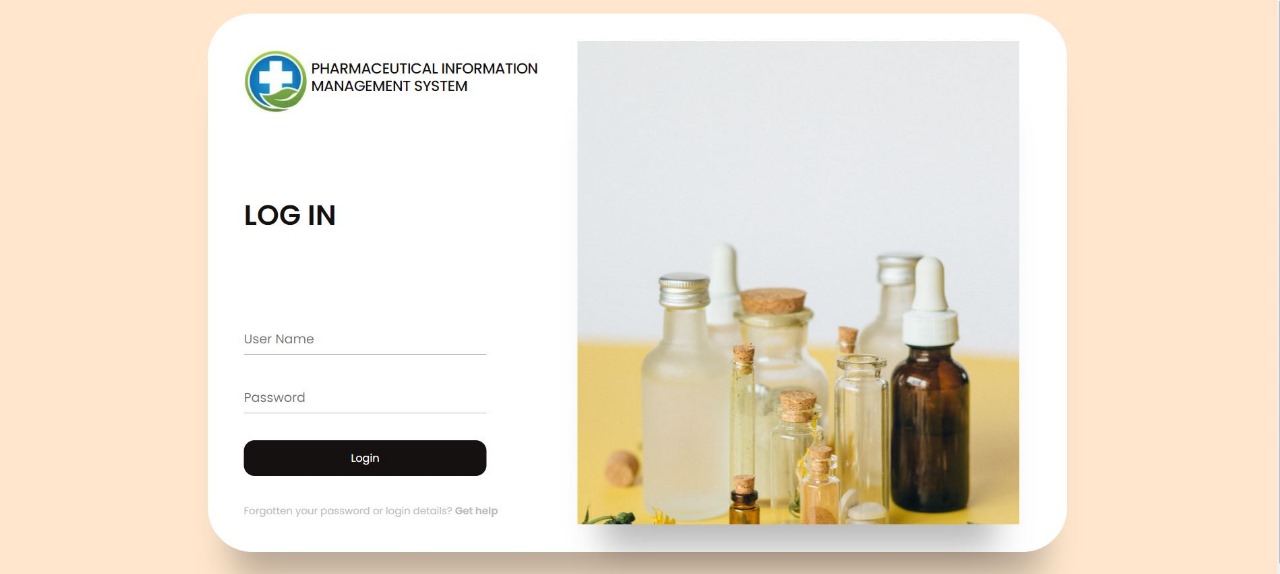 PHARMACEUTICAL INFORMATION
MANAGEMENT SYSTEM
LOG IN
User Name
Password
Login
Forgotten your password or login details? Get help